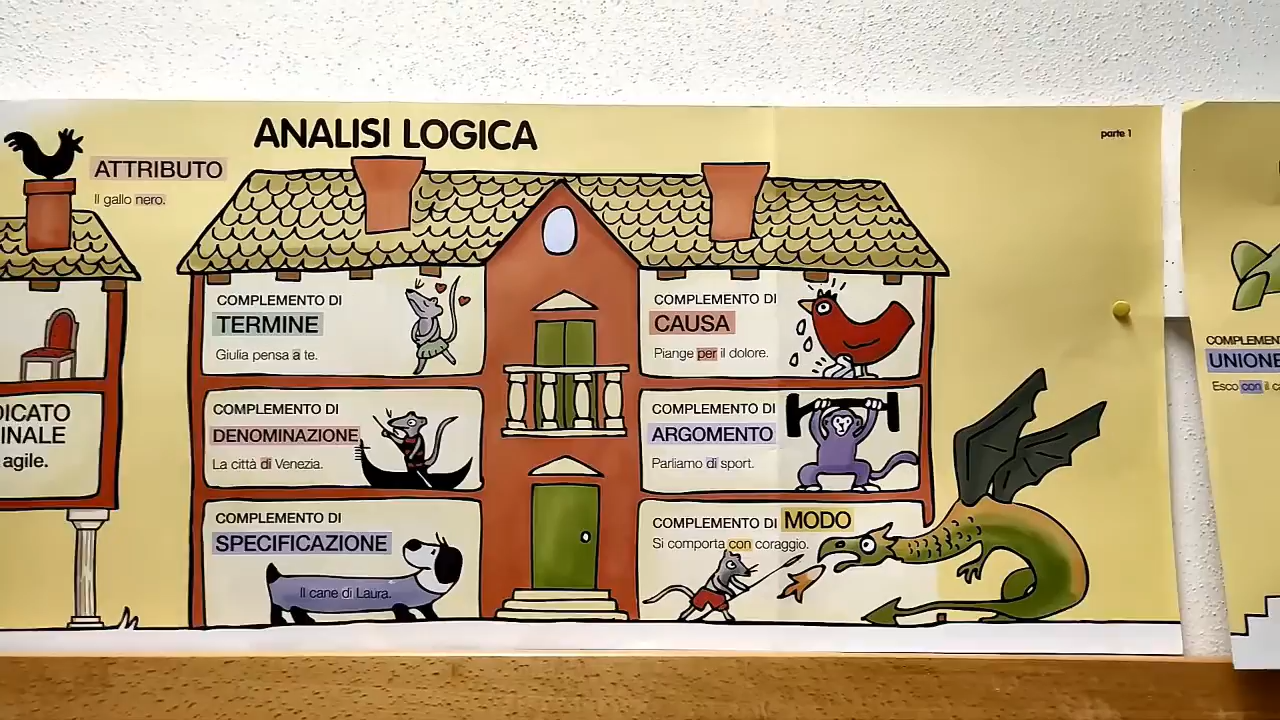 ANALISI LOGICA
parte 1
ATTRIBUTO
Il gallo nero.
COMPLEMENTO DI
TERMINE
Giulia pensa a te.
COMPLEMENTO DI
CAUSA
Piange per il dolore.
COMPLEMENTO DI
DENOMINAZIONE
La città di Venezia.
COMPLEMENTO DI
ARGOMENTO
Parliamo di sport.
COMPLEMENTO DI
SPECIFICAZIONE
Il cane di Laura.
COMPLEMENTO DI MODO
Si comporta con coraggio.
DICATO
INALE
agile.
COMPLEMEN
UNIONE
Esco con il c